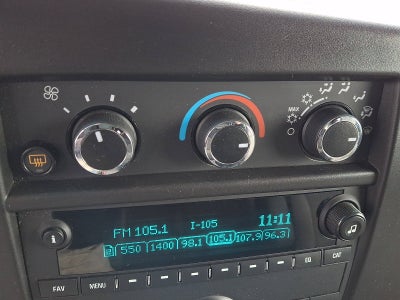 MAX
FM 105.1 I-105 11:11
550 1400 98.1 105.1 107.9 96.3
i
FAV MENU EQ CAT